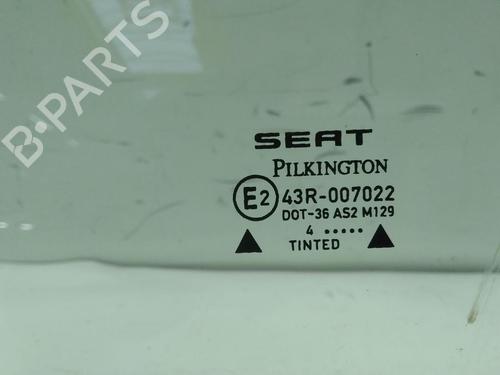 B-PARTS
SEAT
PILKINGTON
E2 43R-007022
DOT-36 AS2 M129
4 .....
TINTED